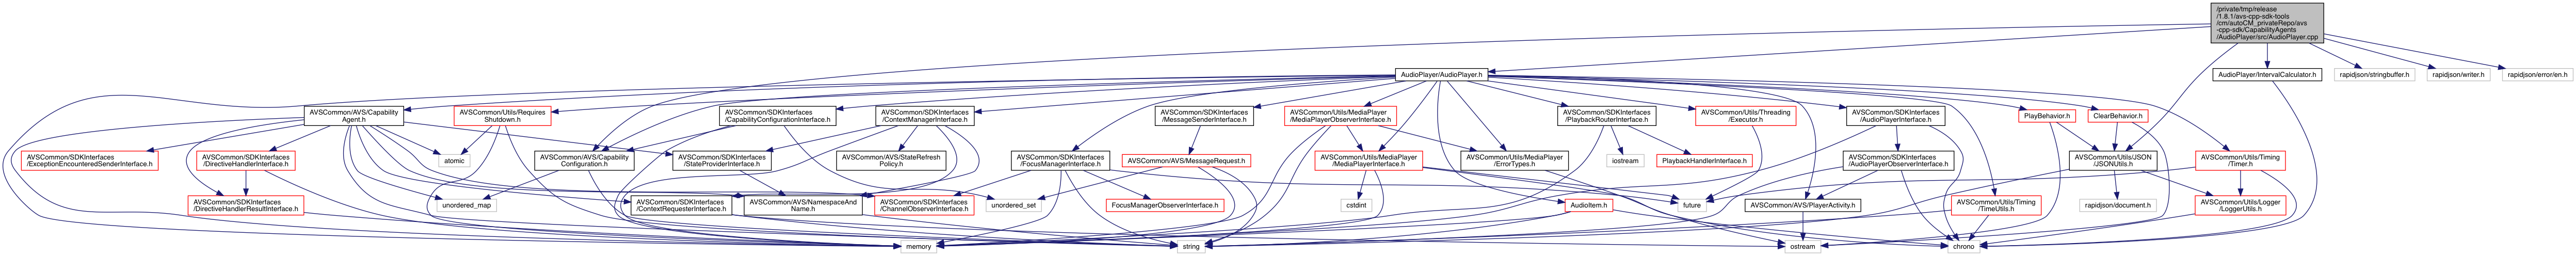 /private/tmp/release
/1.8.1/avs-cpp-sdk-tools
/cm/autoCM_privateRepo/avs
-cpp-sdk/CapabilityAgents
/AudioPlayer/src/AudioPlayer.cpp
AudioPlayer/AudioPlayer.h
AudioPlayer/IntervalCalculator.h
rapidjson/stringbuffer.h
rapidjson/writer.h
rapidjson/error/en.h
AVSCommon/AVS/Capability
Agent.h
AVSCommon/Utils/Requires
Shutdown.h
AVSCommon/SDKInterfaces
/CapabilityConfigurationInterface.h
AVSCommon/SDKInterfaces
/ContextManagerInterface.h
AVSCommon/SDKInterfaces
/MessageSenderInterface.h
AVSCommon/Utils/MediaPlayer
/MediaPlayerObserverInterface.h
AVSCommon/SDKInterfaces
/PlaybackRouterInterface.h
AVSCommon/Utils/Threading
/Executor.h
AVSCommon/SDKInterfaces
/AudioPlayerInterface.h
PlayBehavior.h
ClearBehavior.h
AVSCommon/SDKInterfaces
/ExceptionEncounteredSenderInterface.h
AVSCommon/SDKInterfaces
/DirectiveHandlerInterface.h
atomic
AVSCommon/AVS/Capability
Configuration.h
AVSCommon/SDKInterfaces
/StateProviderInterface.h
AVSCommon/AVS/StateRefresh
Policy.h
AVSCommon/SDKInterfaces
/FocusManagerInterface.h
AVSCommon/AVS/MessageRequest.h
AVSCommon/Utils/MediaPlayer
/MediaPlayerInterface.h
AVSCommon/Utils/MediaPlayer
/ErrorTypes.h
iostream
PlaybackHandlerInterface.h
AVSCommon/SDKInterfaces
/AudioPlayerObserverInterface.h
AVSCommon/Utils/JSON
/JSONUtils.h
AVSCommon/Utils/Timing
/Timer.h
AVSCommon/SDKInterfaces
/DirectiveHandlerResultInterface.h
unordered_map
AVSCommon/SDKInterfaces
/ContextRequesterInterface.h
AVSCommon/AVS/NamespaceAnd
Name.h
AVSCommon/SDKInterfaces
/ChannelObserverInterface.h
unordered_set
FocusManagerObserverInterface.h
cstdint
AudioItem.h
future
AVSCommon/AVS/PlayerActivity.h
AVSCommon/Utils/Timing
/TimeUtils.h
rapidjson/document.h
AVSCommon/Utils/Logger
/LoggerUtils.h
memory
string
ostream
chrono